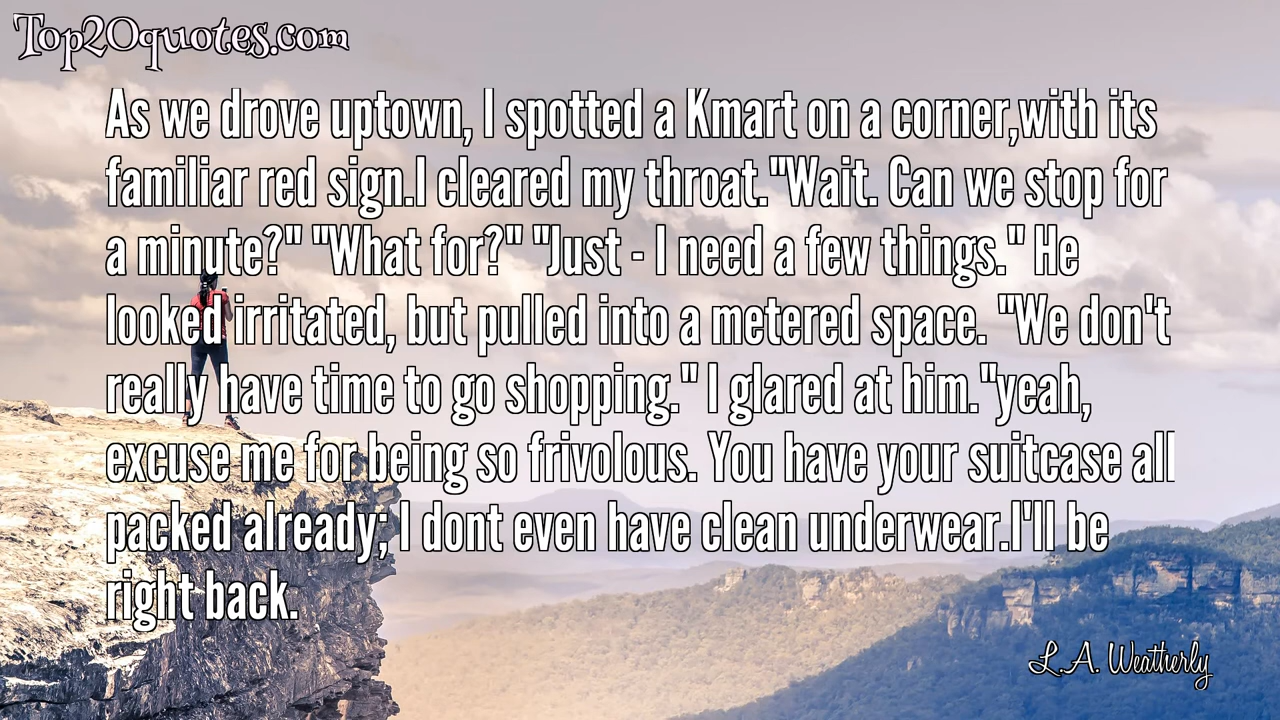 Top20quotes.com
As we drove uptown, I spotted a Kmart on a corner,with its
familiar red sign.I cleared my throat."Wait. Can we stop for
a minute?" "What for?" "Just - I need a few things." He
looked irritated, but pulled into a metered space. "We don't
really have time to go shopping." I glared at him."yeah,
excuse me for being so frivolous. You have your suitcase all
packed already; I dont even have clean underwear.I'll be
right back.
L.A. Weatherly